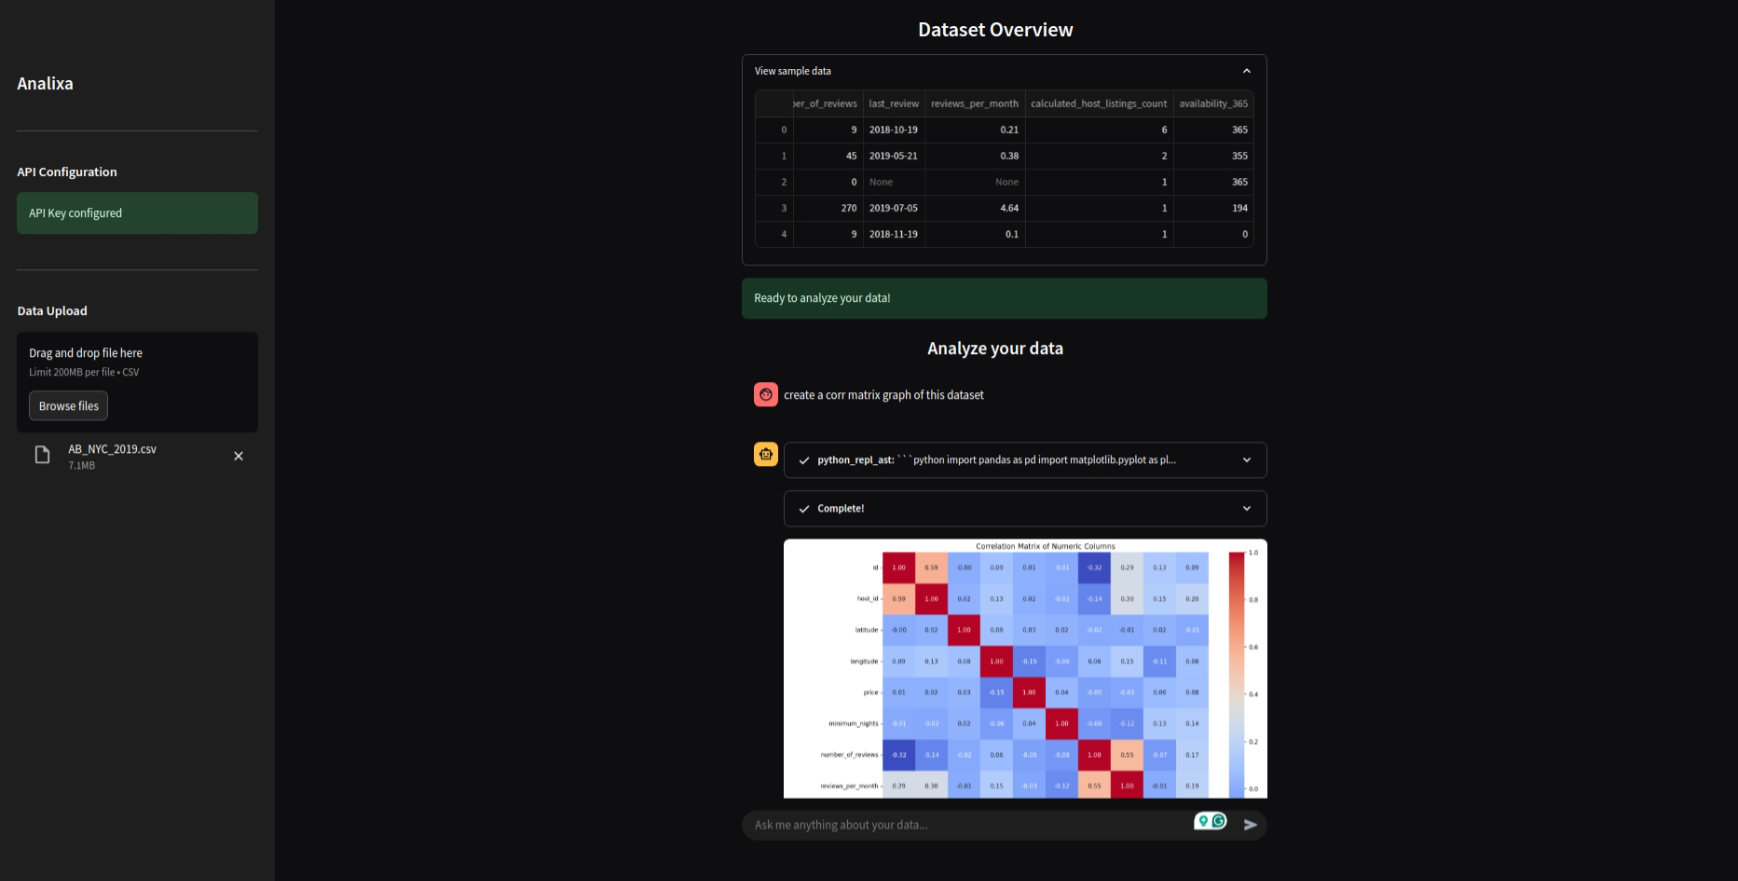 Analixa
API Configuration
API Key configured
Data Upload
Drag and drop file here
Limit 200MB per file • CSV
Browse files
AB_NYC_2019.csv
7.1MB
Dataset Overview
View sample data
er_of_reviews last_review reviews_per_month calculated_host_listings_count availability_365
0 9 2018-10-19 0.21 6 365
1 45 2019-05-21 0.38 2 355
2 0 None None 1 365
3 270 2019-07-05 4.64 1 194
4 9 2018-11-19 0.1 1 0
Ready to analyze your data!
Analyze your data
create a corr matrix graph of this dataset
python_repl_ast: ```python import pandas as pd import matplotlib.pyplot as pl...
Complete!
Correlation Matrix of Numeric Columns
id 1.00 0.59 -0.00 0.09 0.01 -0.01 -0.32 0.29 0.13 0.09
host_id 0.59 1.00 0.02 0.13 0.02 -0.02 -0.14 0.30 0.15 0.20
latitude -0.00 0.02 1.00 0.08 0.03 0.02 -0.02 -0.01 0.02 -0.01
longitude 0.09 0.13 0.08 1.00 -0.15 -0.06 0.06 0.15 -0.11 0.08
price 0.01 0.02 0.03 -0.15 1.00 0.04 -0.05 -0.03 0.06 0.08
minimum_nights -0.01 -0.02 0.02 -0.06 0.04 1.00 -0.08 -0.12 0.13 0.14
number_of_reviews -0.32 -0.14 -0.02 0.06 -0.05 -0.08 1.00 0.55 -0.07 0.17
reviews_per_month 0.29 0.30 -0.01 0.15 -0.03 -0.12 0.55 1.00 -0.01 0.19
1.0
0.8
0.6
0.4
0.2
0.0
Ask me anything about your data...